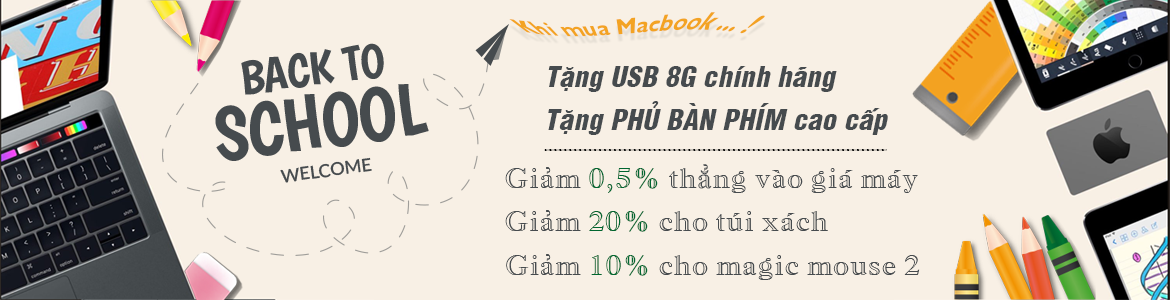 BACK TO
SCHOOL
WELCOME
Khi mua Macbook... !
Tặng USB 8G chính hãng
Tặng PHỦ BÀN PHÍM cao cấp
Giảm 0,5% thẳng vào giá máy
Giảm 20% cho túi xách
Giảm 10% cho magic mouse 2